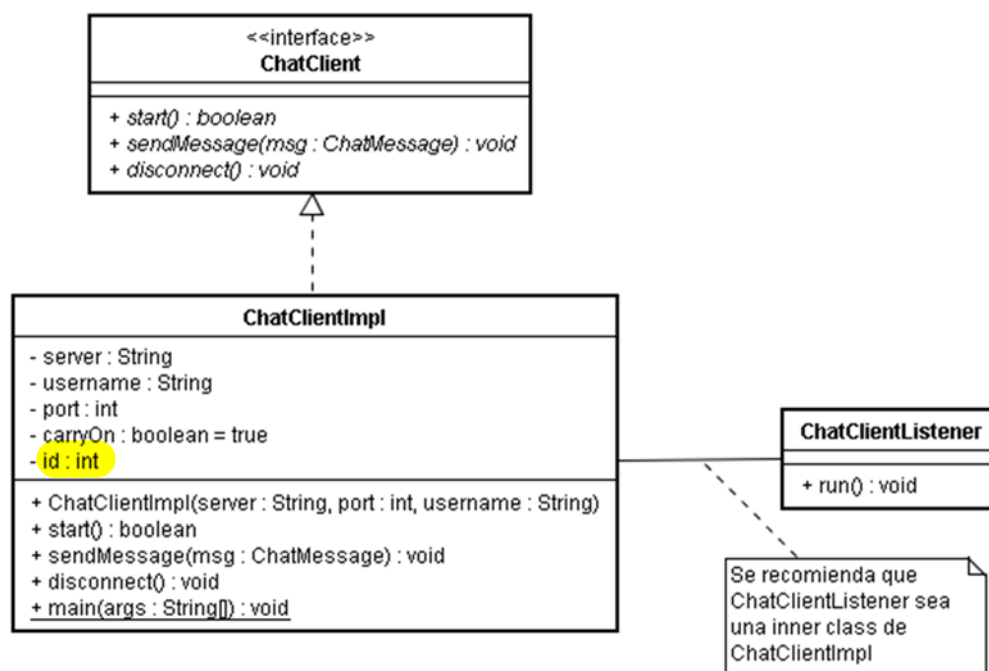 <<interface>>
ChatClient
+ start() : boolean
+ sendMessage(msg : ChatMessage) : void
+ disconnect() : void
ChatClientImpl
- server : String
- username : String
- port : int
- carryOn : boolean = true
- id : int
+ ChatClientImpl(server : String, port : int, username : String)
+ start() : boolean
+ sendMessage(msg : ChatMessage) : void
+ disconnect() : void
+ main(args : String[]) : void
ChatClientListener
+ run() : void
Se recomienda que
ChatClientListener sea
una inner class de
ChatClientImpl